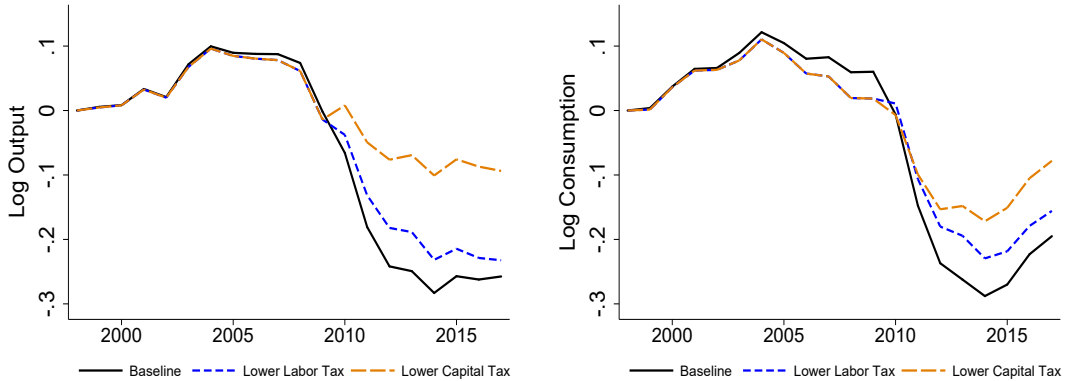 Log Output
.1
0
-.1
-.2
-.3
2000 2005 2010 2015
Baseline Lower Labor Tax Lower Capital Tax
Log Consumption
.1
0
-.1
-.2
-.3
2000 2005 2010 2015
Baseline Lower Labor Tax Lower Capital Tax